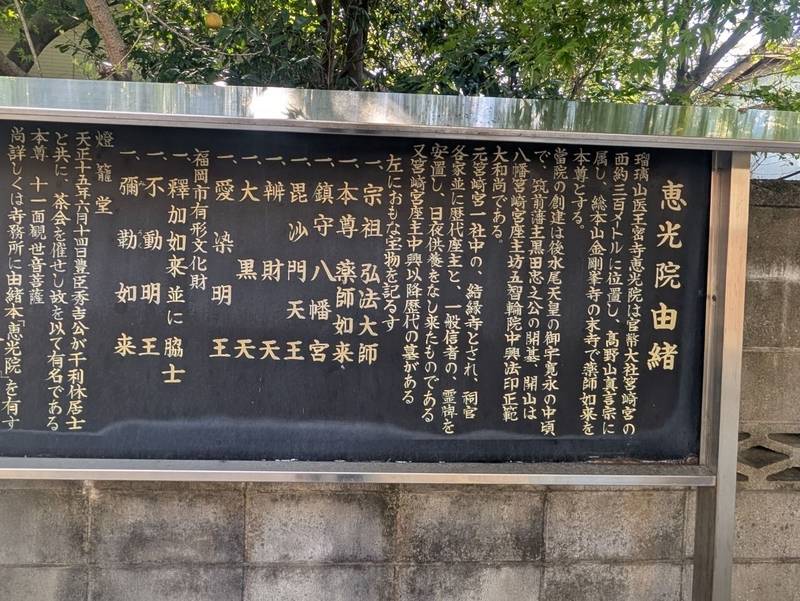 恵光院由緒
瑠璃山医王密寺恵光院は官幣大社宮崎宮の
西約三百メートルに位置し、高野山真言宗に
属し、総本山金剛峯寺の末寺で薬師如来を
本尊とする。
当院の創建は後水尾天皇の御宇寛永の中頃
で、筑前藩主黒田忠之公の開基、開山は
八幡宮崎宮座主坊五智輪院中興法印正範
大和尚である。
元宮崎宮一社中の、結縁寺とされ、祠官
各家並に歴代座主と、一般信者の、霊牌を
安置し、日夜供養をなし来たものである
又宮崎宮座主中興以降歴代の墓がある
左におもな宝物を記るす
一、宗祖 弘法大師
一、本尊 薬師如来
一、鎮守 八幡宮
一、毘沙門天王
一、辨財天
一、大黒天
一、愛染明王
福岡市有形文化財
一、釋加如来並に脇士
一、不動明王
一、彌勒如来
燈籠堂
天正十五年六月十四日豊臣秀吉公が千利休居士
と共に、茶会を催せし故を以て有名である
本尊 十一面観世音菩薩
尚詳しくは寺務所に由緒本「恵光院」を有す